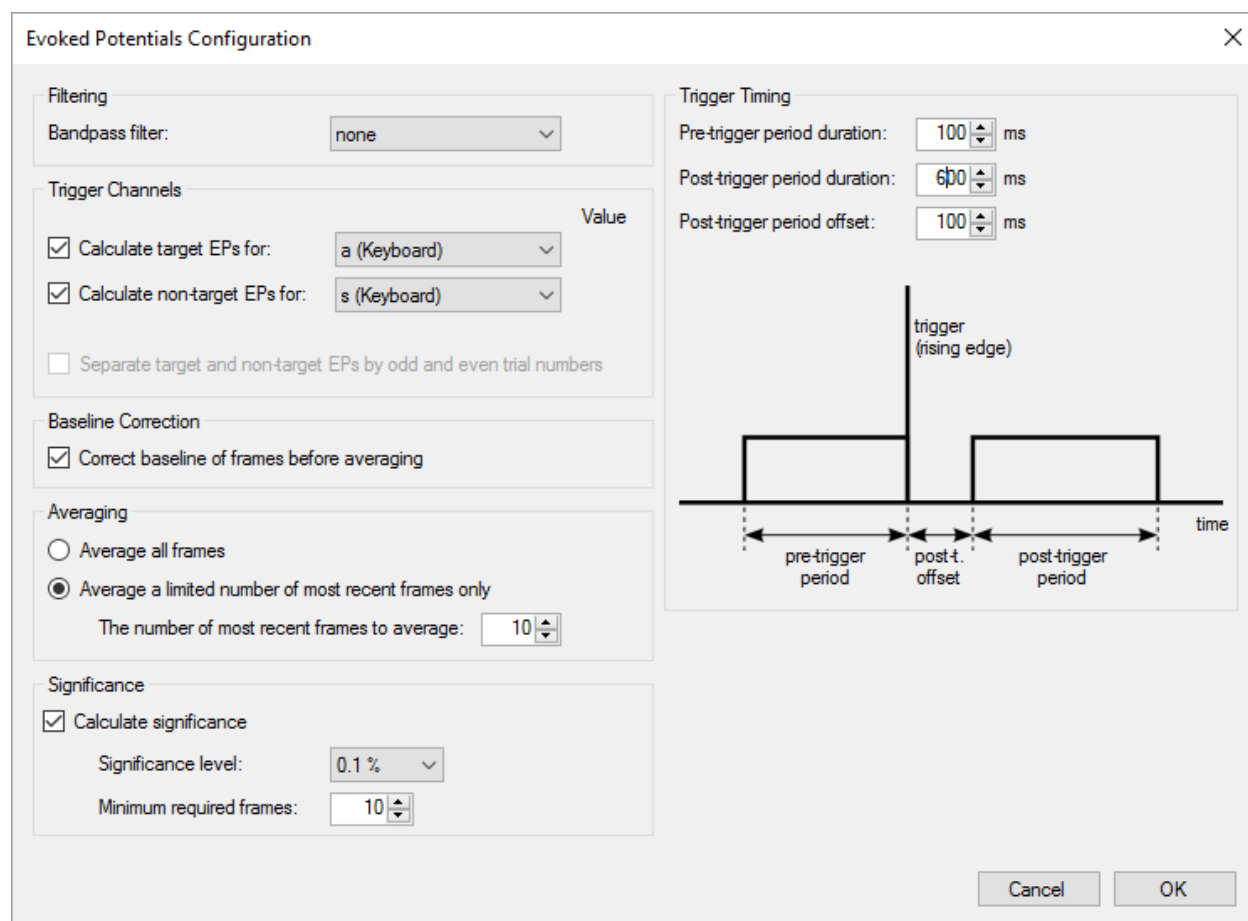 Evoked Potentials Configuration
Filtering
Bandpass filter: none
Trigger Channels
Value
Calculate target EPs for: a (Keyboard)
Calculate non-target EPs for: s (Keyboard)
Separate target and non-target EPs by odd and even trial numbers
Baseline Correction
Correct baseline of frames before averaging
Averaging
Average all frames
Average a limited number of most recent frames only
The number of most recent frames to average: 10
Significance
Calculate significance
Significance level: 0.1 %
Minimum required frames: 10
Trigger Timing
Pre-trigger period duration: 100 ms
Post-trigger period duration: 600 ms
Post-trigger period offset: 100 ms
trigger
(rising edge)
time
pre-trigger
period
post-t.
offset
post-trigger
period
Cancel
OK